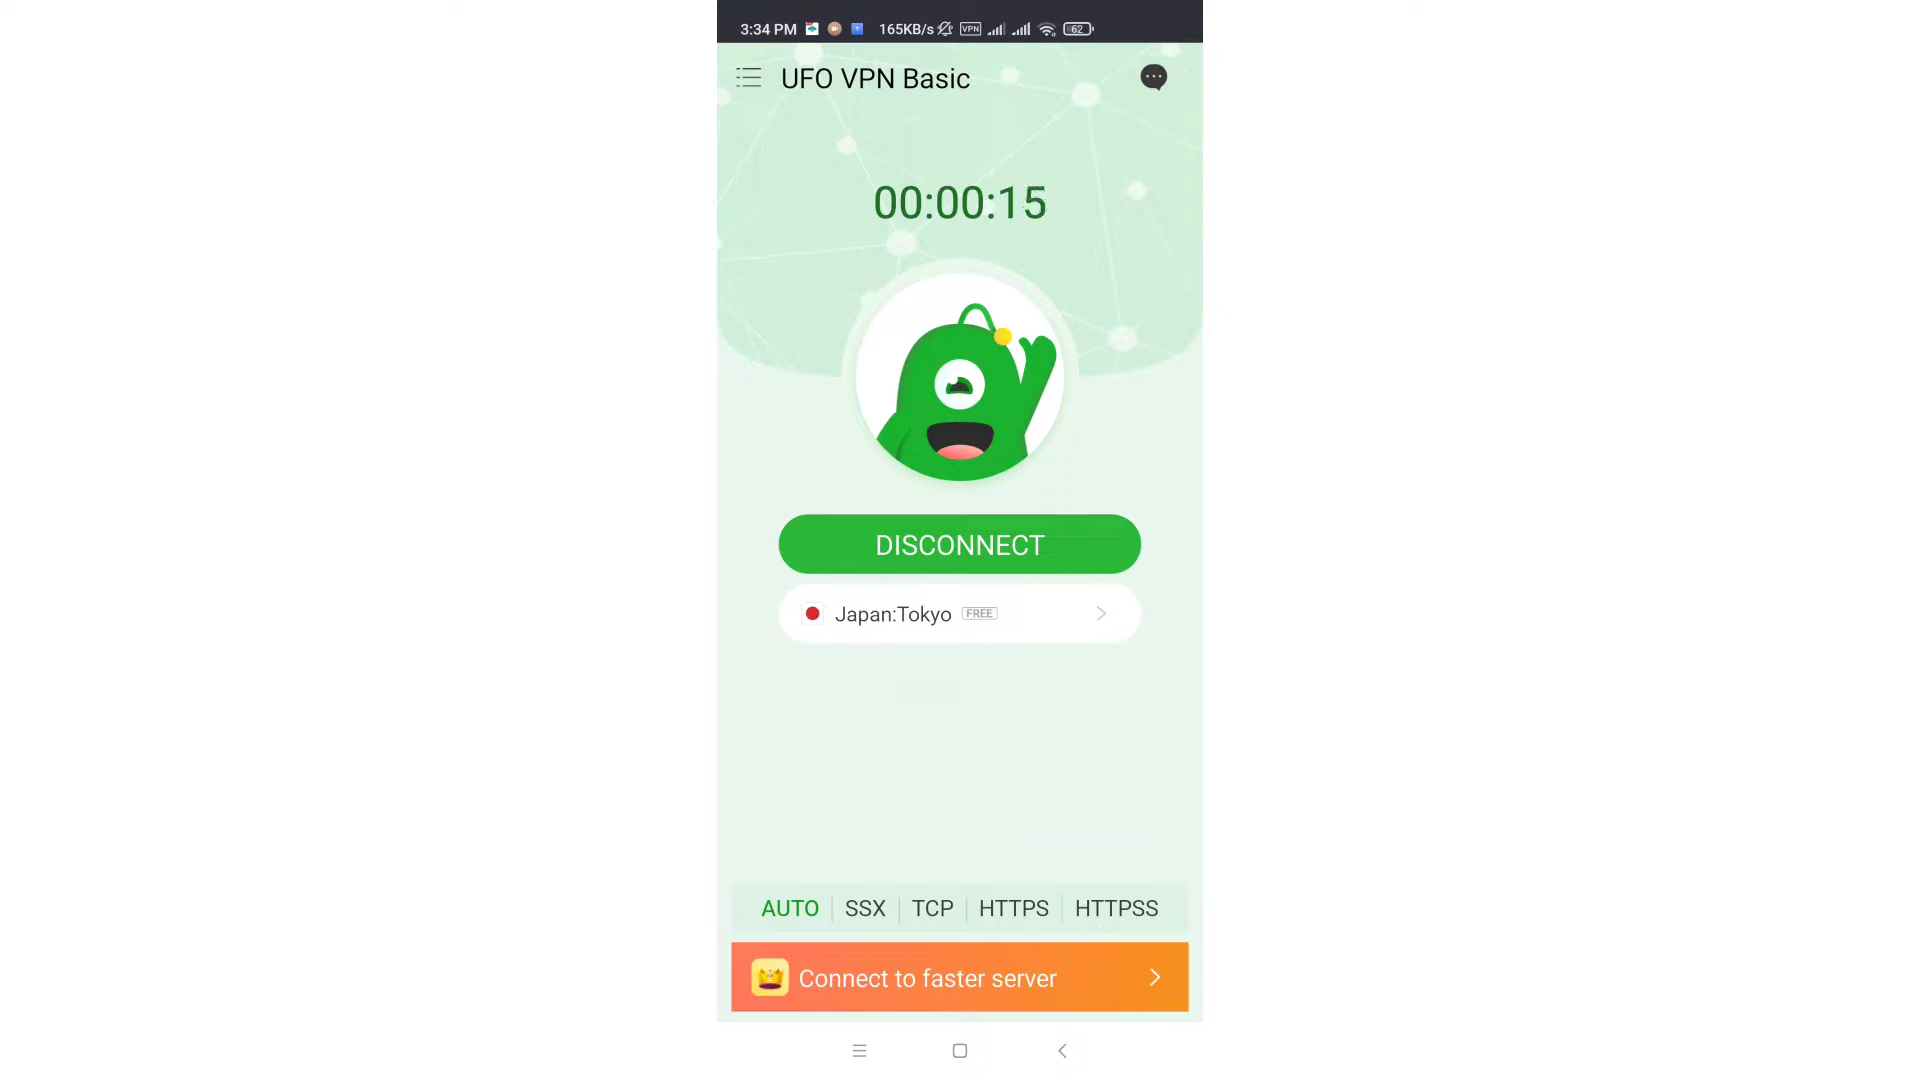 3:34 PM 165KB/s VPN 62
UFO VPN Basic
00:00:15
DISCONNECT
Japan:Tokyo FREE
AUTO SSX TCP HTTPS HTTPSS
Connect to faster server